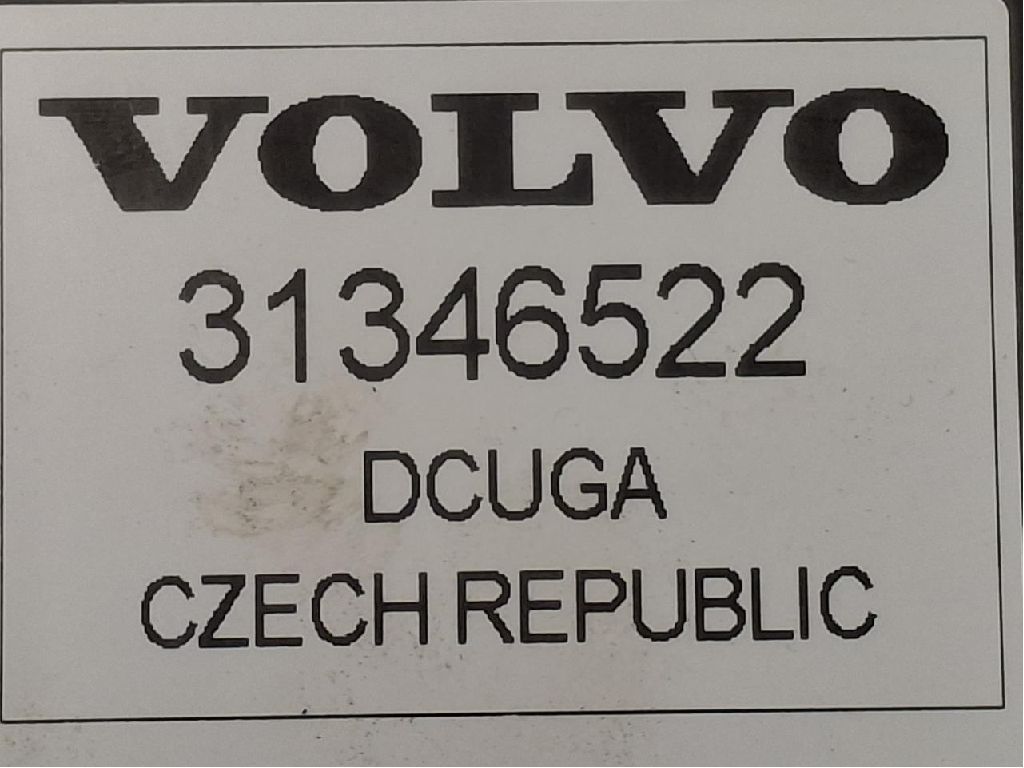 VOLVO
31346522
DCUGA
CZECH REPUBLIC